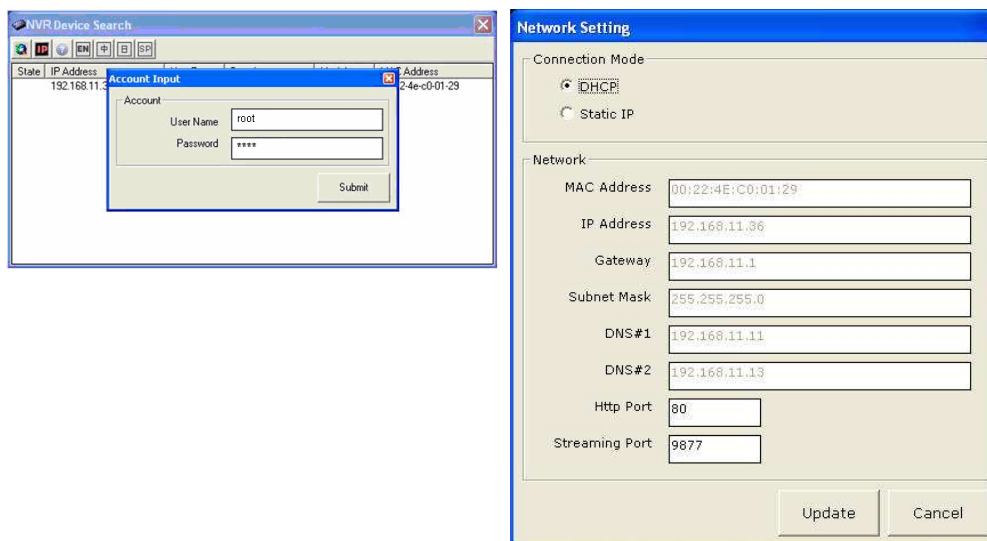 NVR Device Search
IP EN 中 日 SP
State IP Address Address
192.168.11.3 2-4e-c0-01-29
Account Input
Account
User Name root
Password ****
Submit
Network Setting
Connection Mode
DHCP
Static IP
Network
MAC Address 00:22:4E:C0:01:29
IP Address 192.168.11.36
Gateway 192.168.11.1
Subnet Mask 255.255.255.0
DNS#1 192.168.11.11
DNS#2 192.168.11.13
Http Port 80
Streaming Port 9877
Update Cancel